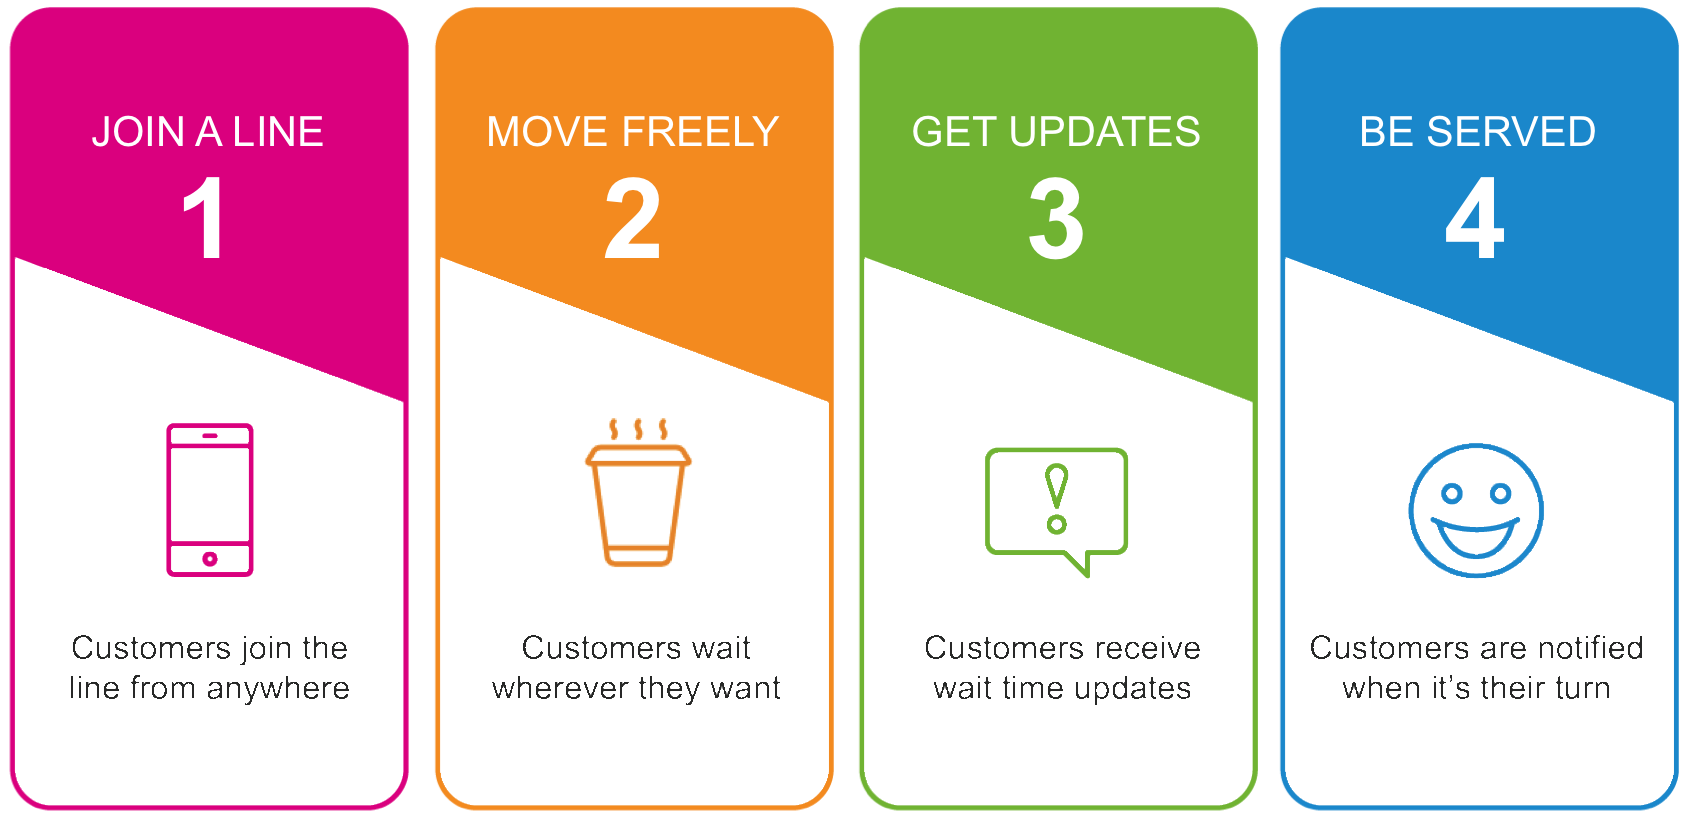 JOIN A LINE
1
Customers join the
line from anywhere
MOVE FREELY
2
Customers wait
wherever they want
GET UPDATES
3
Customers receive
wait time updates
BE SERVED
4
Customers are notified
when it’s their turn